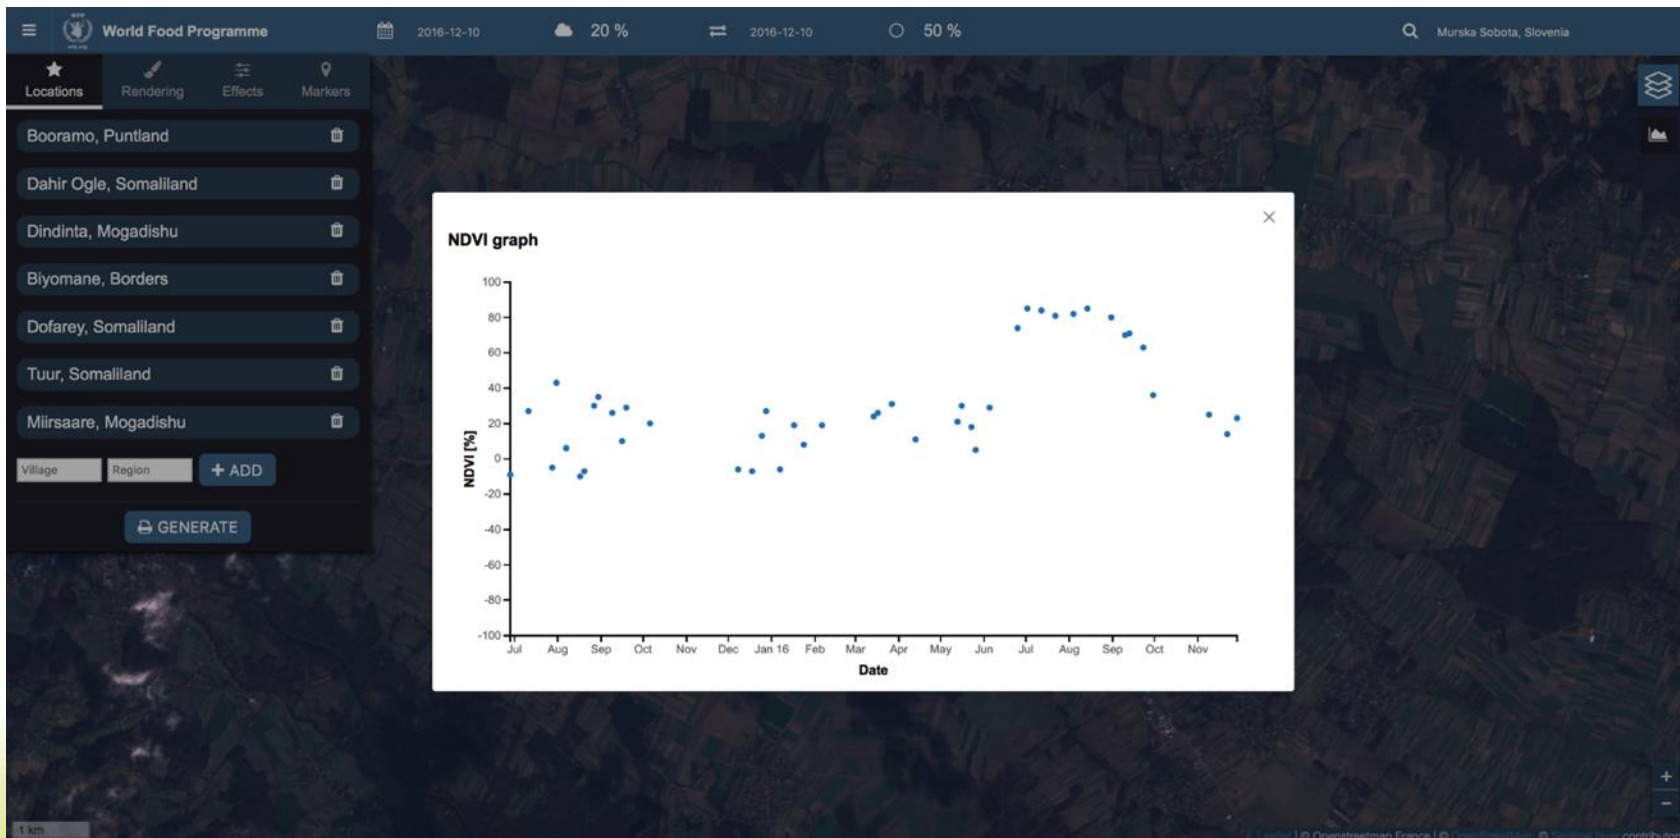 World Food Programme
2016-12-10
20 %
2016-12-10
50 %
Murska Sobota, Slovenia
Locations
Rendering
Effects
Markers
Booramo, Puntland
Dahir Ogle, Somaliland
Dindinta, Mogadishu
Biyomane, Borders
Dofarey, Somaliland
Tuur, Somaliland
Miirsaare, Mogadishu
Village
Region
+ ADD
GENERATE
NDVI graph
100
80
60
40
20
0
-20
-40
-60
-80
-100
NDVI [%]
Jul Aug Sep Oct Nov Dec Jan 16 Feb Mar Apr May Jun Jul Aug Sep Oct Nov
Date
+
−
1 km
Leaflet | © Openstreetmap France | ©